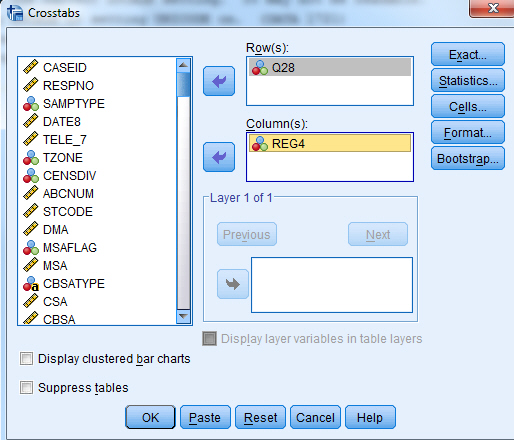 Crosstabs
Row(s):
Q28
Column(s):
REG4
CASEID
RESPNO
SAMPTYPE
DATE8
TELE_7
TZONE
CENSDIV
ABCNUM
STCODE
DMA
MSAFLAG
MSA
CBSATYPE
CSA
CBSA
Layer 1 of 1
Previous
Next
Display layer variables in table layers
Exact...
Statistics...
Cells...
Format...
Bootstrap...
Display clustered bar charts
Suppress tables
OK Paste Reset Cancel Help